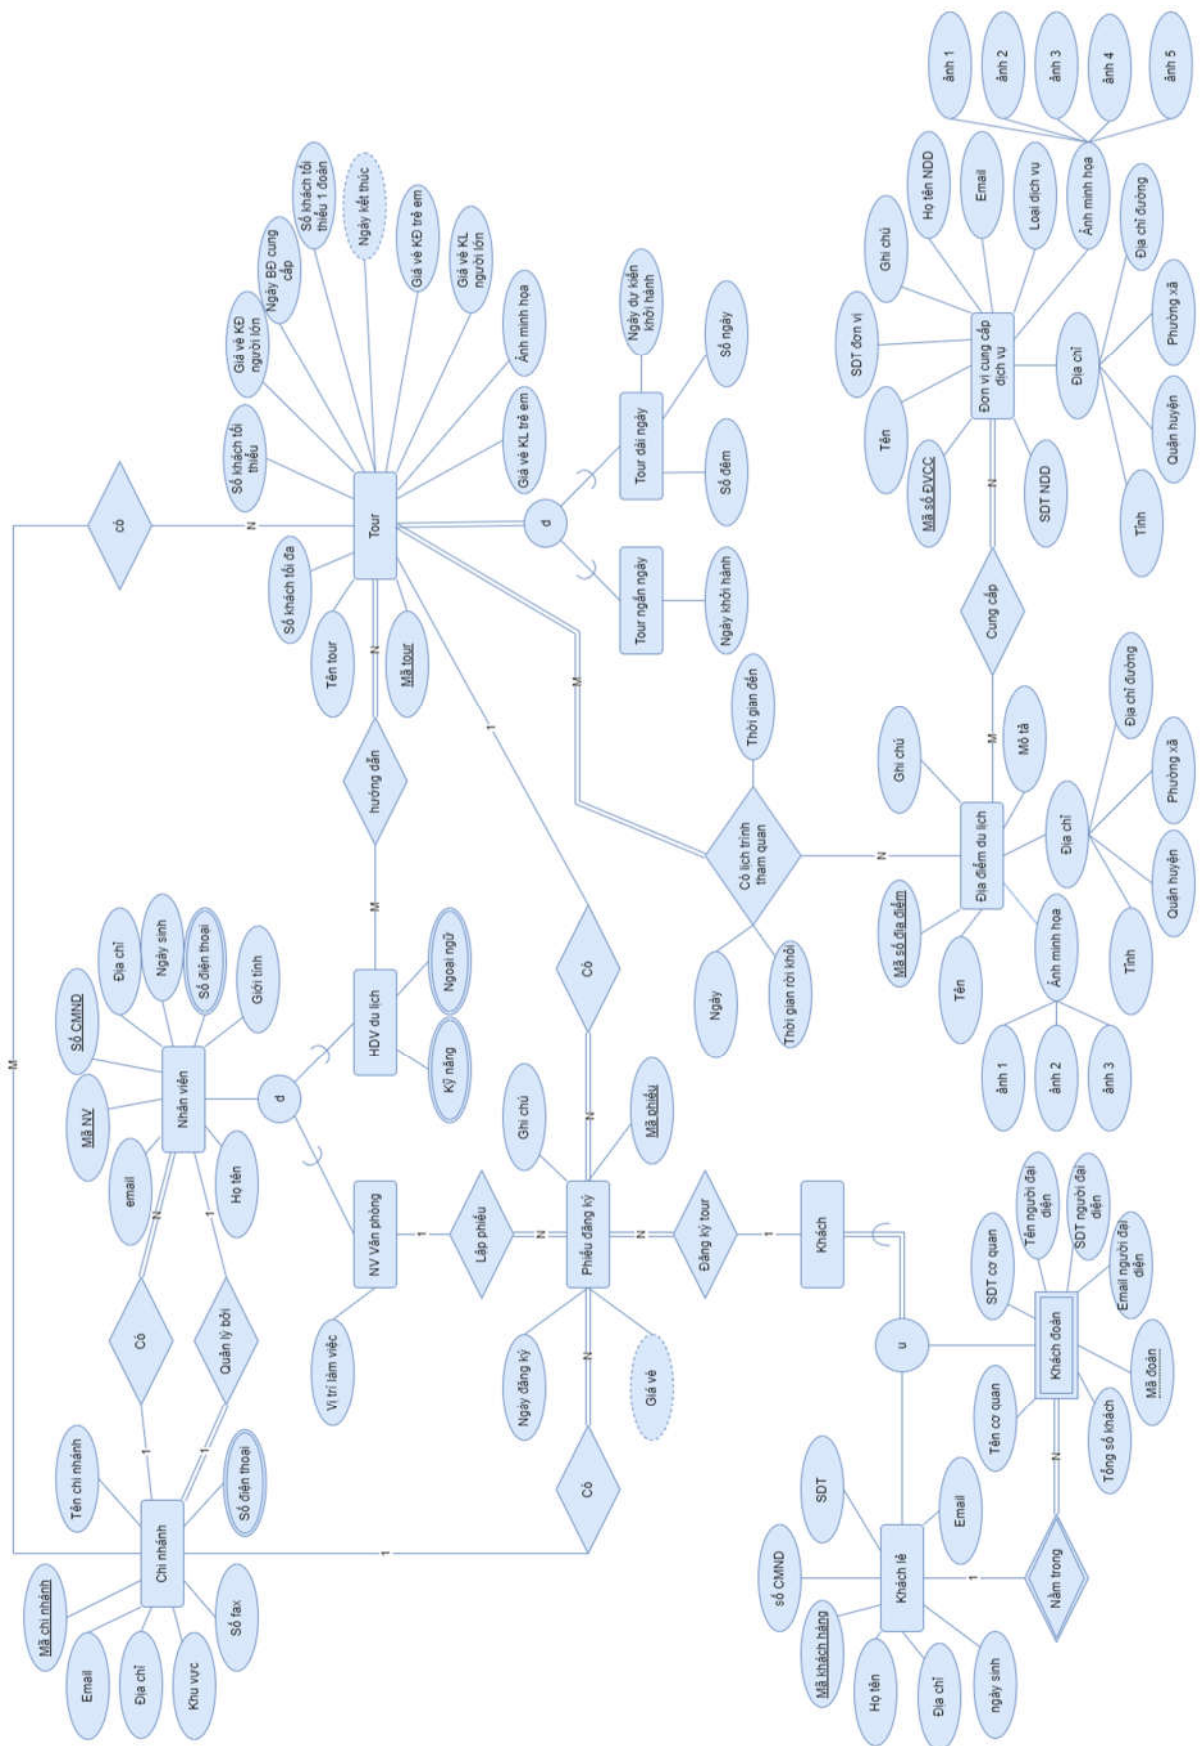 Mã chi nhánh
Email
Địa chỉ
Khu vực
Số fax
Tên chi nhánh
Số điện thoại
Chi nhánh
M
1
1
1
Có
Quản lý bởi
N
1
email
Mã NV
Số CMND
Địa chỉ
Ngày sinh
Số điện thoại
Giới tính
Họ tên
Nhân viên
d
có
N
Vị trí làm việc
NV Văn phòng
1
Lập phiếu
N
HDV du lịch
Kỹ năng
Ngoại ngữ
M
hướng dẫn
N
Số khách tối
thiểu
Giá vé KĐ
người lớn
Ngày BĐ cung
cấp
Số khách tối
thiểu 1 đoàn
Ngày kết thúc
Giá vé KĐ trẻ em
Giá vé KL
người lớn
Ảnh minh họa
Giá vé KL trẻ em
Số khách tối đa
Tên tour
Mã tour
Tour
d
Tour ngắn ngày
Ngày khởi hành
Tour dài ngày
Ngày dự kiến
khởi hành
Số ngày
Số đêm
Có
N
Ngày đăng ký
Giá vé
Ghi chú
Mã phiếu
Phiếu đăng ký
N
Có
1
N
Đăng ký tour
1
Khách
u
số CMND
SDT
Mã khách hàng
Họ tên
Địa chỉ
ngày sinh
Email
Khách lẻ
1
Nằm trong
N
Tên cơ quan
SDT cơ quan
Tên người đại
diện
SDT người đại
diện
Email người đại
diện
Mã đoàn
Tổng số khách
Khách đoàn
M
Có lịch trình
tham quan
Ngày
Thời gian rời khỏi
Thời gian đến
N
Mã số địa điểm
Tên
Ghi chú
Mô tả
Địa điểm du lịch
Ảnh minh họa
ảnh 1
ảnh 2
ảnh 3
Địa chỉ
Tỉnh
Quận huyện
Phường xã
Địa chỉ đường
M
Cung cấp
N
Mã số ĐVCC
Tên
SDT đơn vị
Ghi chú
Họ tên NDD
Email
Loại dịch vụ
SDT NDD
Đơn vị cung cấp
dịch vụ
Ảnh minh họa
ảnh 1
ảnh 2
ảnh 3
ảnh 4
ảnh 5
Địa chỉ
Tỉnh
Quận huyện
Phường xã
Địa chỉ đường